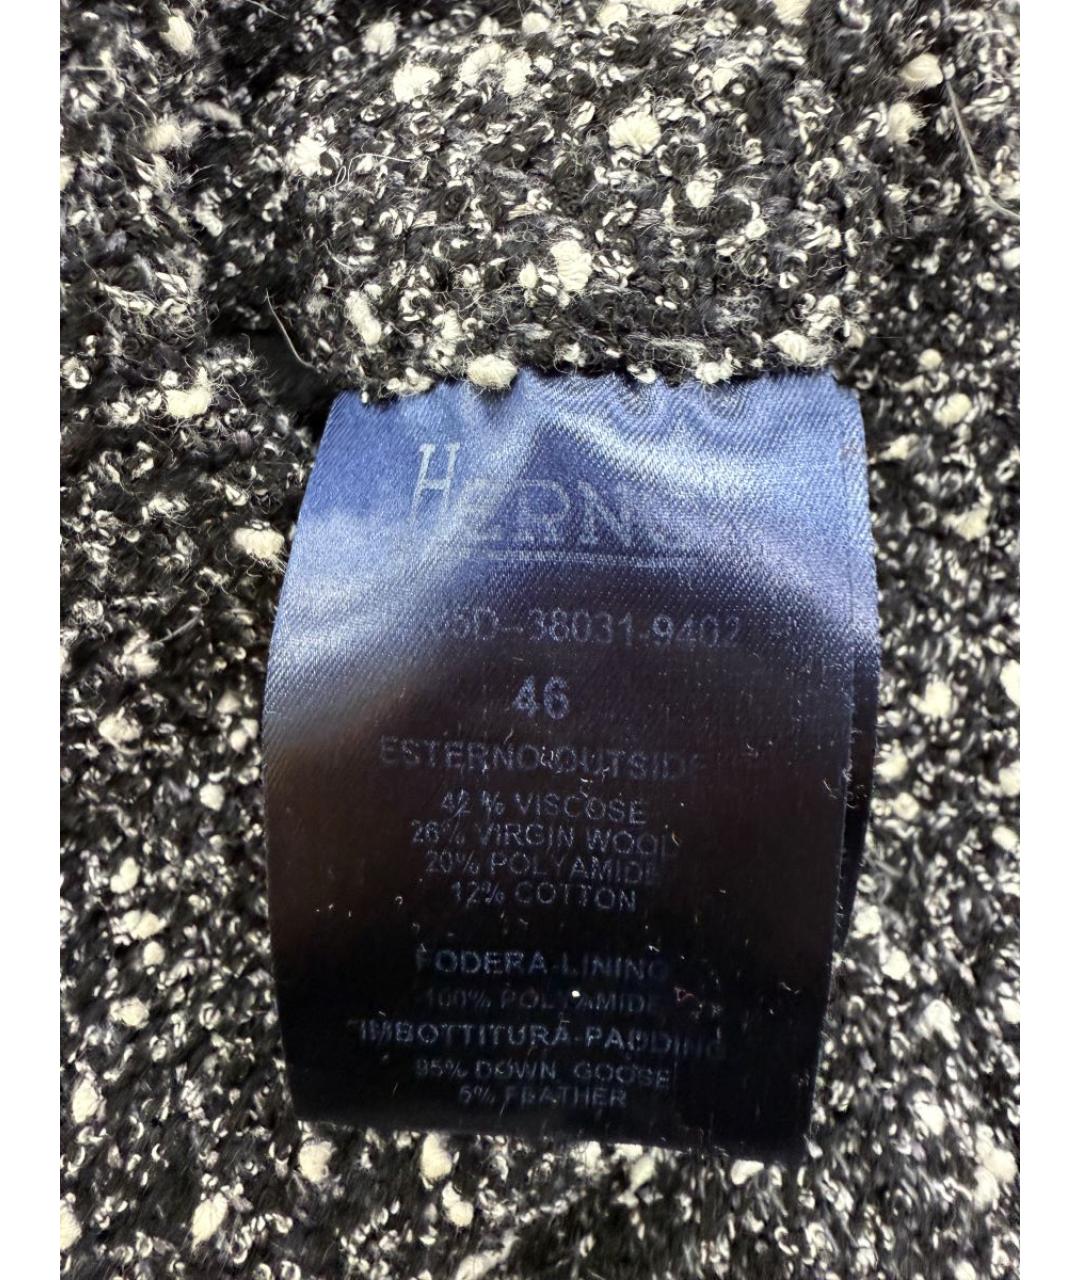 HERNO
46
ESTERNO-OUTSIDE
42 % VISCOSE
26% VIRGIN WOOL
20% POLYAMIDE
12% COTTON
FODERA-LINING
100% POLYAMIDE
IMBOTTITURA-PADDING
95% DOWN GOOSE
5% FEATHER